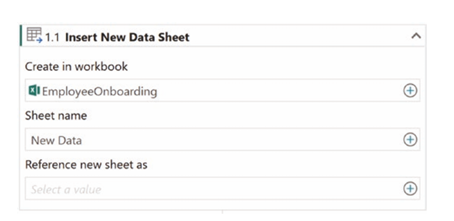 1.1 Insert New Data Sheet
Create in workbook
EmployeeOnboarding
Sheet name
New Data
Reference new sheet as
Select a value